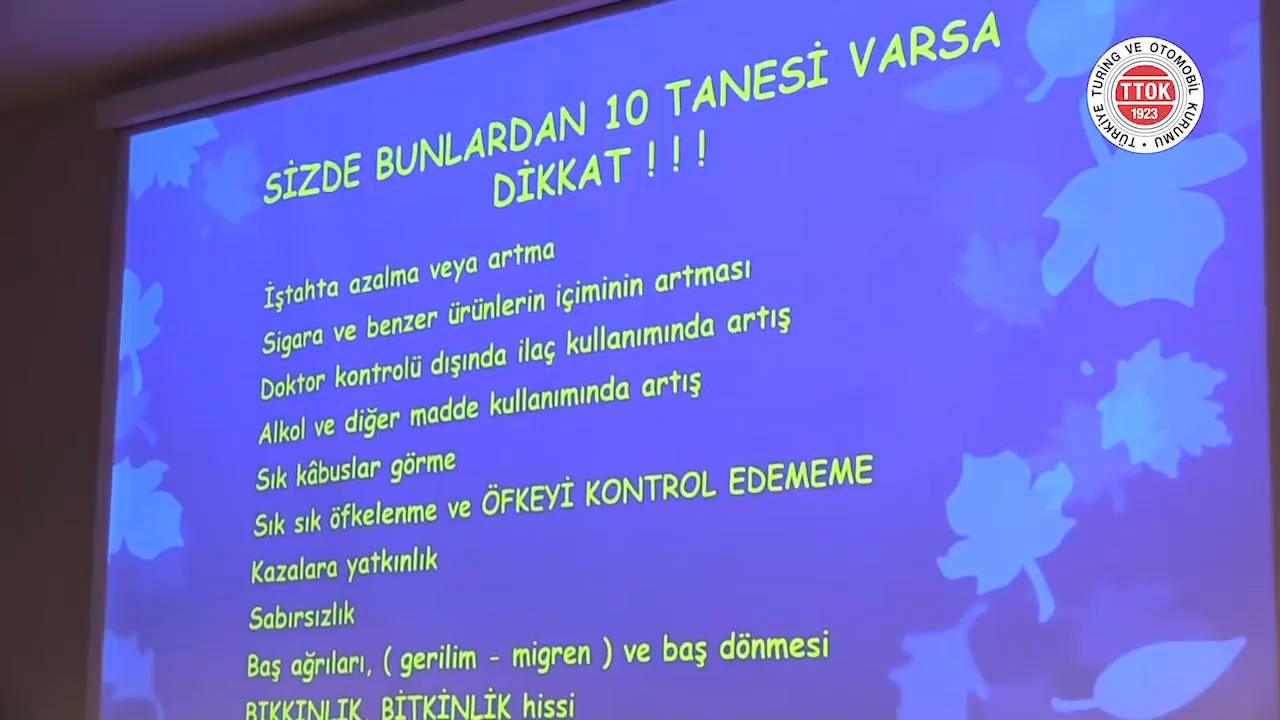 SİZDE BUNLARDAN 10 TANESİ VARSA
DİKKAT ! ! !
İştahta azalma veya artma
Sigara ve benzer ürünlerin içiminin artması
Doktor kontrolü dışında ilaç kullanımında artış
Alkol ve diğer madde kullanımında artış
Sık kâbuslar görme
Sık sık öfkelenme ve ÖFKEYİ KONTROL EDEMEME
Kazalara yatkınlık
Sabırsızlık
Baş ağrıları, ( gerilim - migren ) ve baş dönmesi
BIKKINLIK, BİTKİNLİK hissi
TÜRKİYE TURING VE OTOMOBİL KURUMU •
TTOK
1923